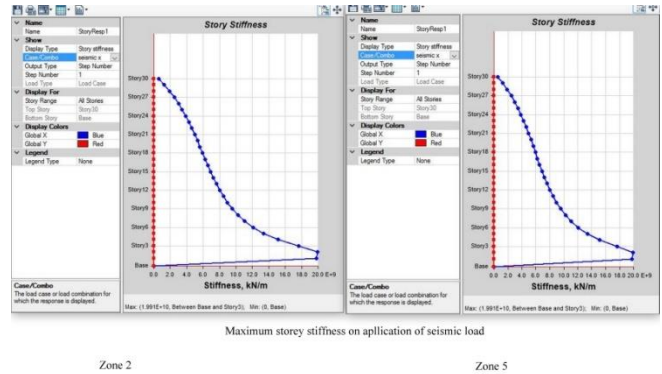 Story Stiffness
Name
Name StoryResp1
Show
Display Type Story stiffness
Case/Combo seismic x
Output Type Step Number
Step Number 1
Load Type Load Case
Display For
Story Range All Stories
Top Story Story30
Bottom Story Base
Display Colors
Global X Blue
Global Y Red
Legend
Legend Type None
Case/Combo
The load case or load combination for
which the response is displayed.
Story30
Story27
Story24
Story21
Story18
Story15
Story12
Story9
Story6
Story3
Base
0.0 2.0 4.0 6.0 8.0 10.0 12.0 14.0 16.0 18.0 20.0 E+9
Stiffness, kN/m
Max: (1.991E+10, Between Base and Story3); Min: (0, Base)
Story Stiffness
Name
Name StoryResp1
Show
Display Type Story stiffness
Case/Combo seismic x
Output Type Step Number
Step Number 1
Load Type Load Case
Display For
Story Range All Stories
Top Story Story30
Bottom Story Base
Display Colors
Global X Blue
Global Y Red
Legend
Legend Type None
Case/Combo
The load case or load combination for
which the response is displayed.
Story30
Story27
Story24
Story21
Story18
Story15
Story12
Story9
Story6
Story3
Base
0.0 2.0 4.0 6.0 8.0 10.0 12.0 14.0 16.0 18.0 20.0 E+9
Stiffness, kN/m
Max: (1.991E+10, Between Base and Story3); Min: (0, Base)
Maximum storey stiffness on apllication of seismic load
Zone 2
Zone 5